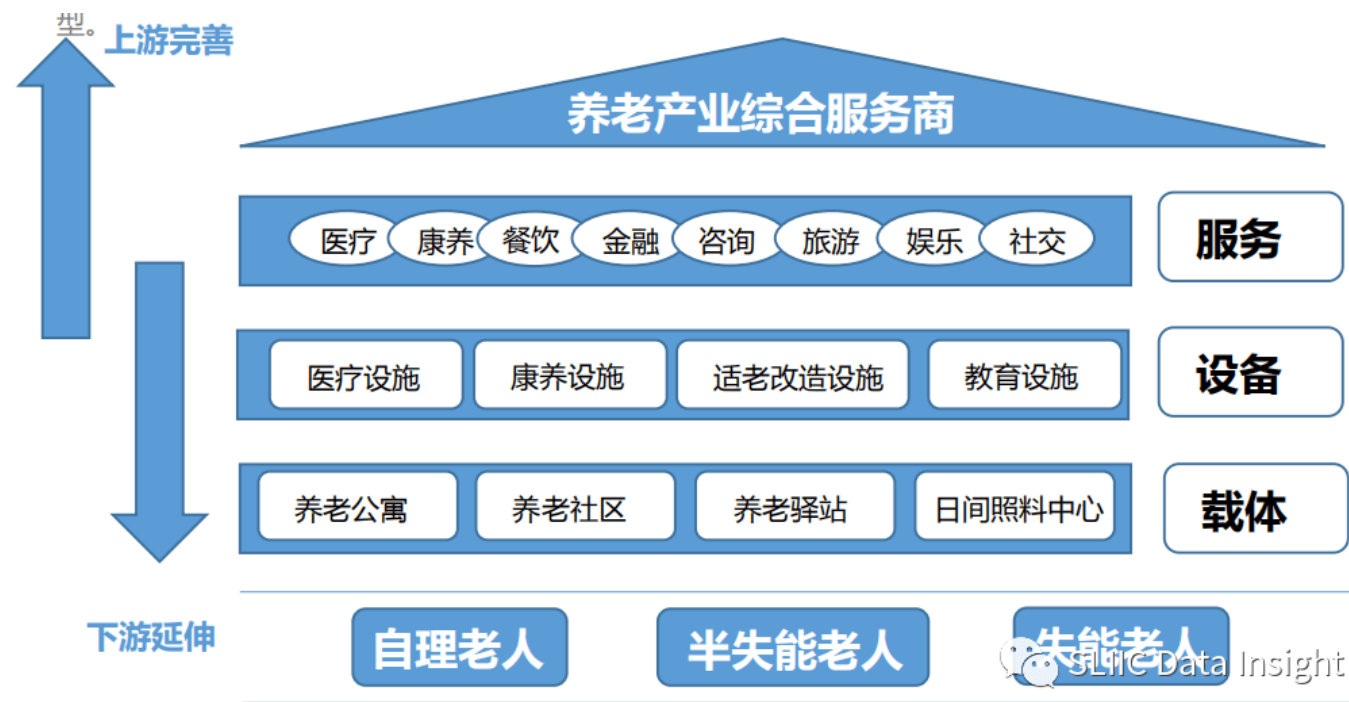 型。
上游完善
养老产业综合服务商
医疗 康养 餐饮 金融 咨询 旅游 娱乐 社交 服务
医疗设施 康养设施 适老改造设施 教育设施 设备
养老公寓 养老社区 养老驿站 日间照料中心 载体
下游延伸 自理老人 半失能老人 失能老人
SLIIC Data Insight